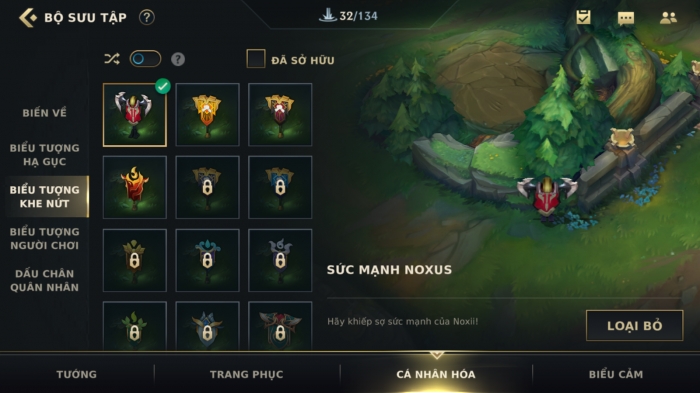 BỘ SƯU TẬP ?
32/134
?
ĐÃ SỞ HỮU
BIẾN VỀ
BIỂU TƯỢNG
HẠ GỤC
BIỂU TƯỢNG
KHE NỨT
BIỂU TƯỢNG
NGƯỜI CHƠI
DẤU CHÂN
QUÂN NHÂN
SỨC MẠNH NOXUS
Hãy khiếp sợ sức mạnh của Noxii!
LOẠI BỎ
TƯỚNG
TRANG PHỤC
CÁ NHÂN HÓA
BIỂU CẢM